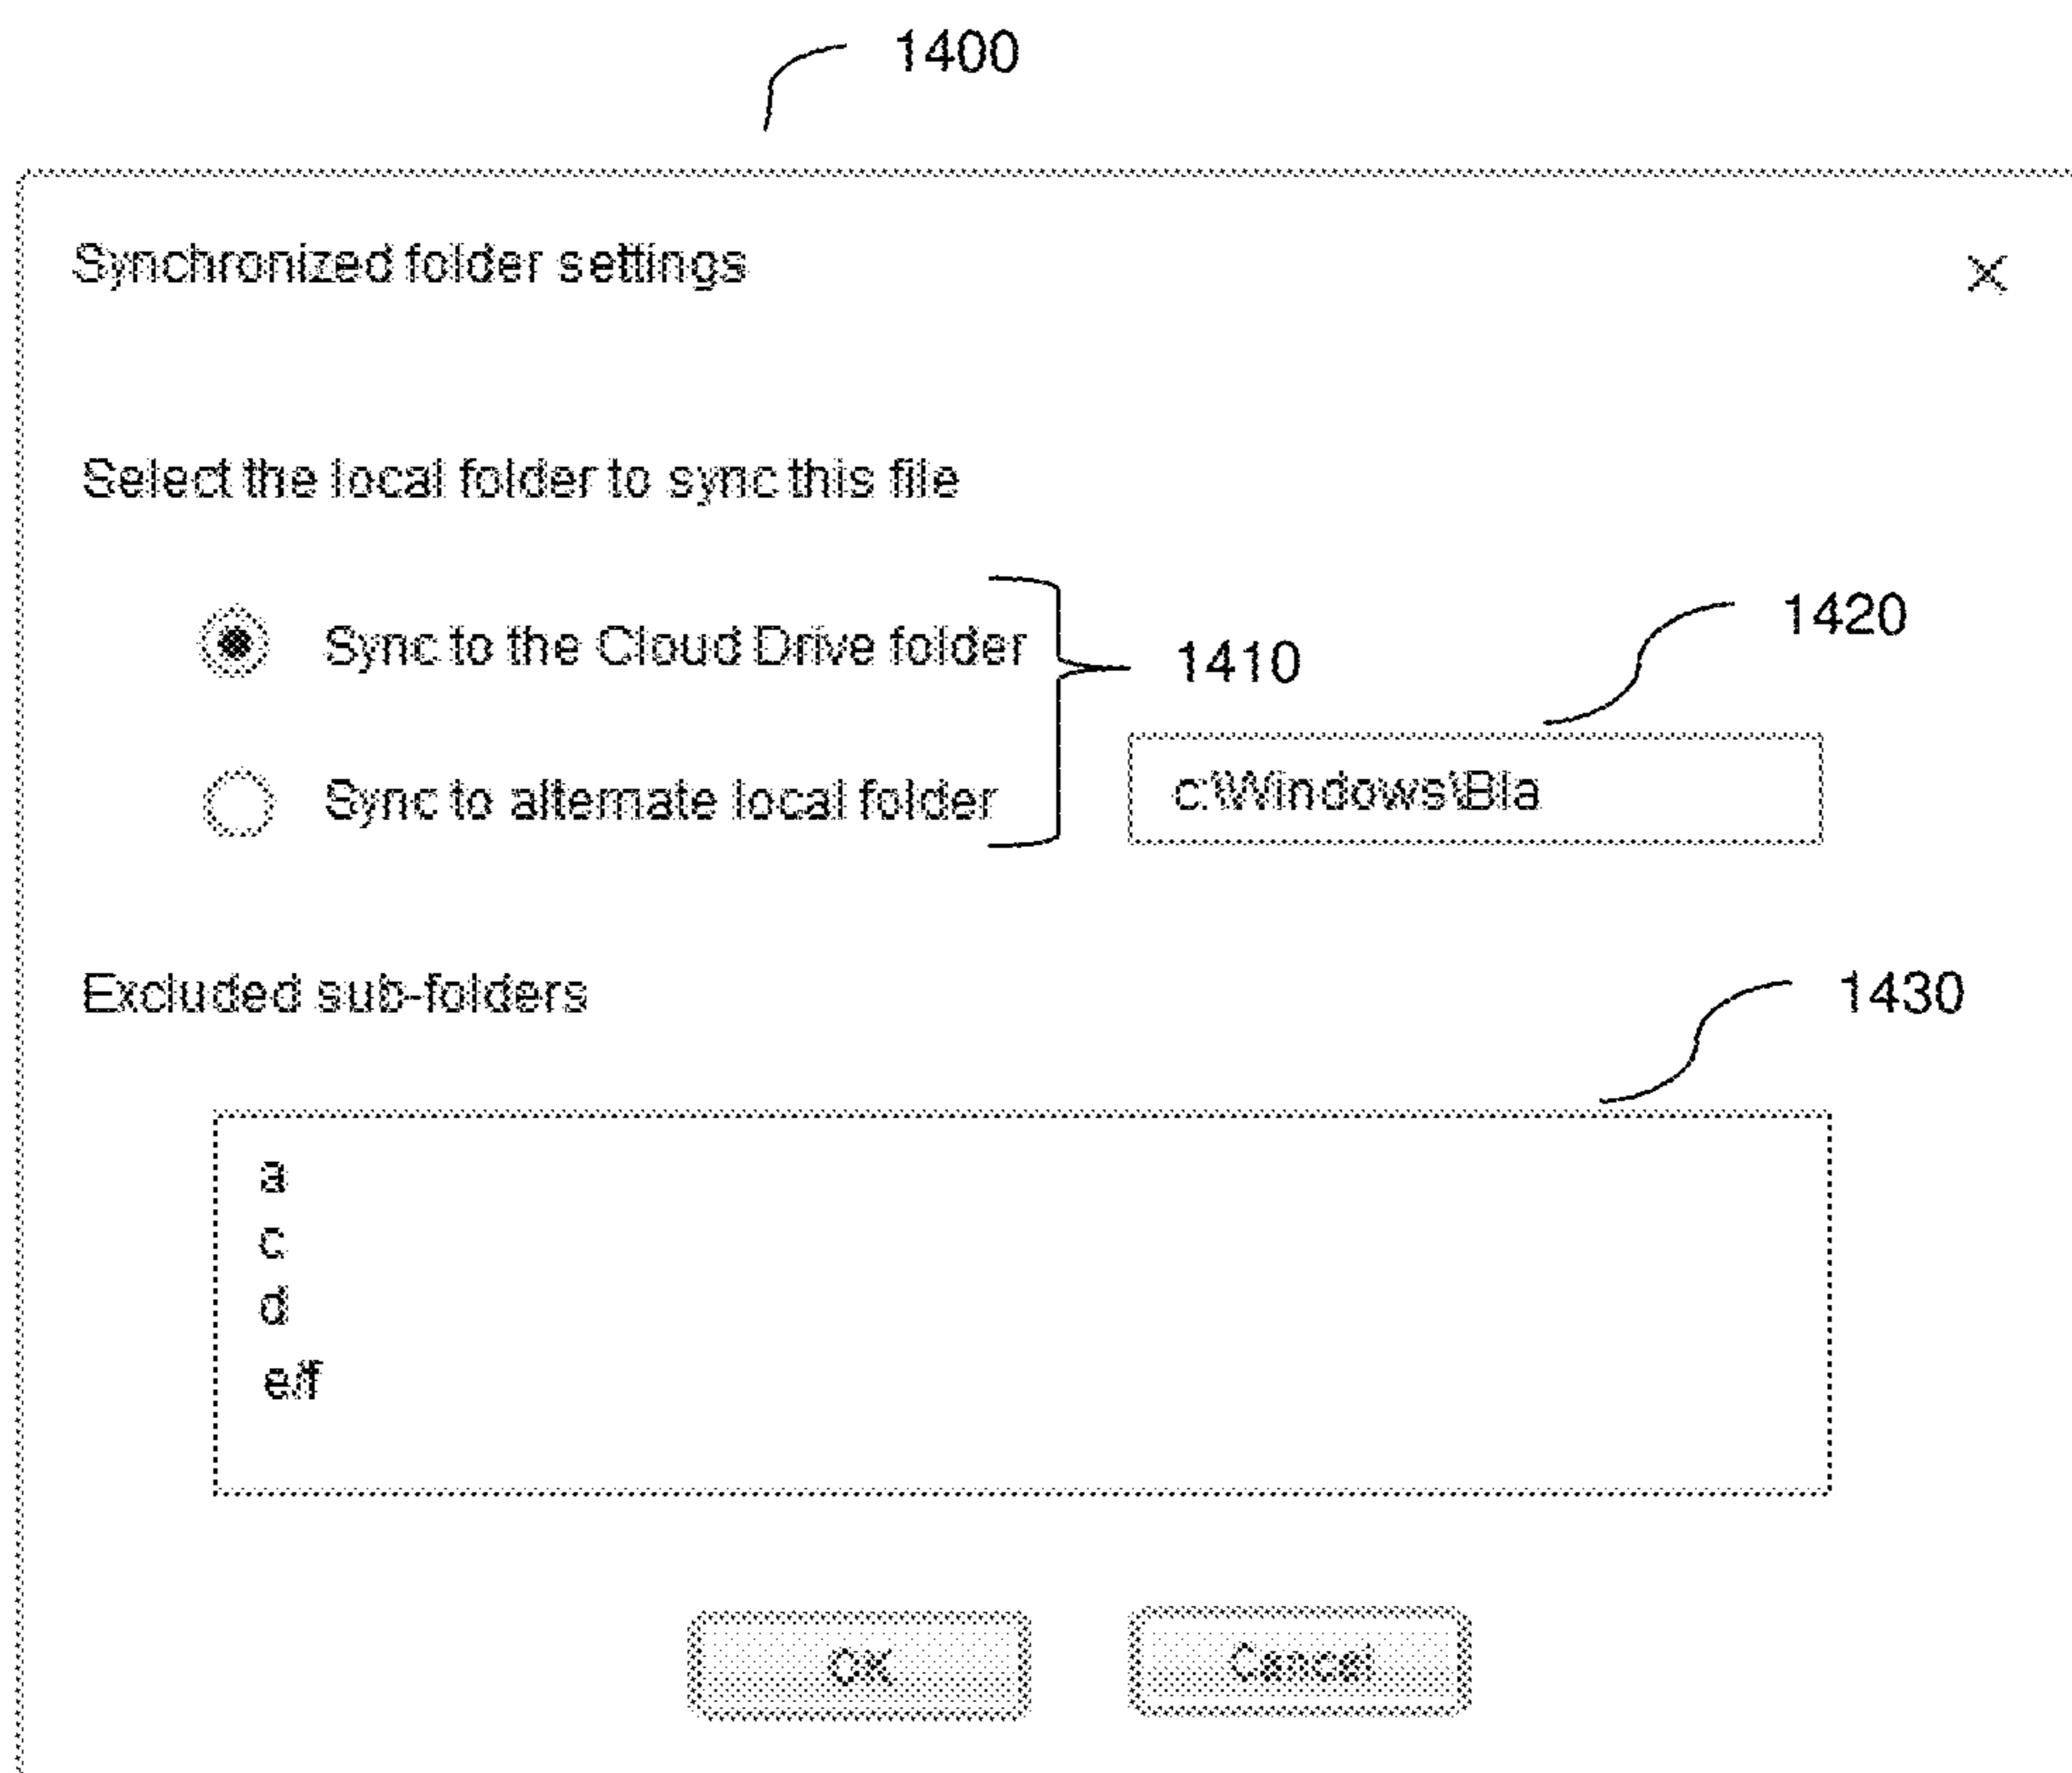 1400
Synchronized folder settings X
Select the local folder to sync this file
Sync to the Cloud Drive folder
1410
1420
Sync to alternate local folder
c:\Windows\Bla
Excluded sub-folders
1430
a
c
d
e/f
OK
Cancel